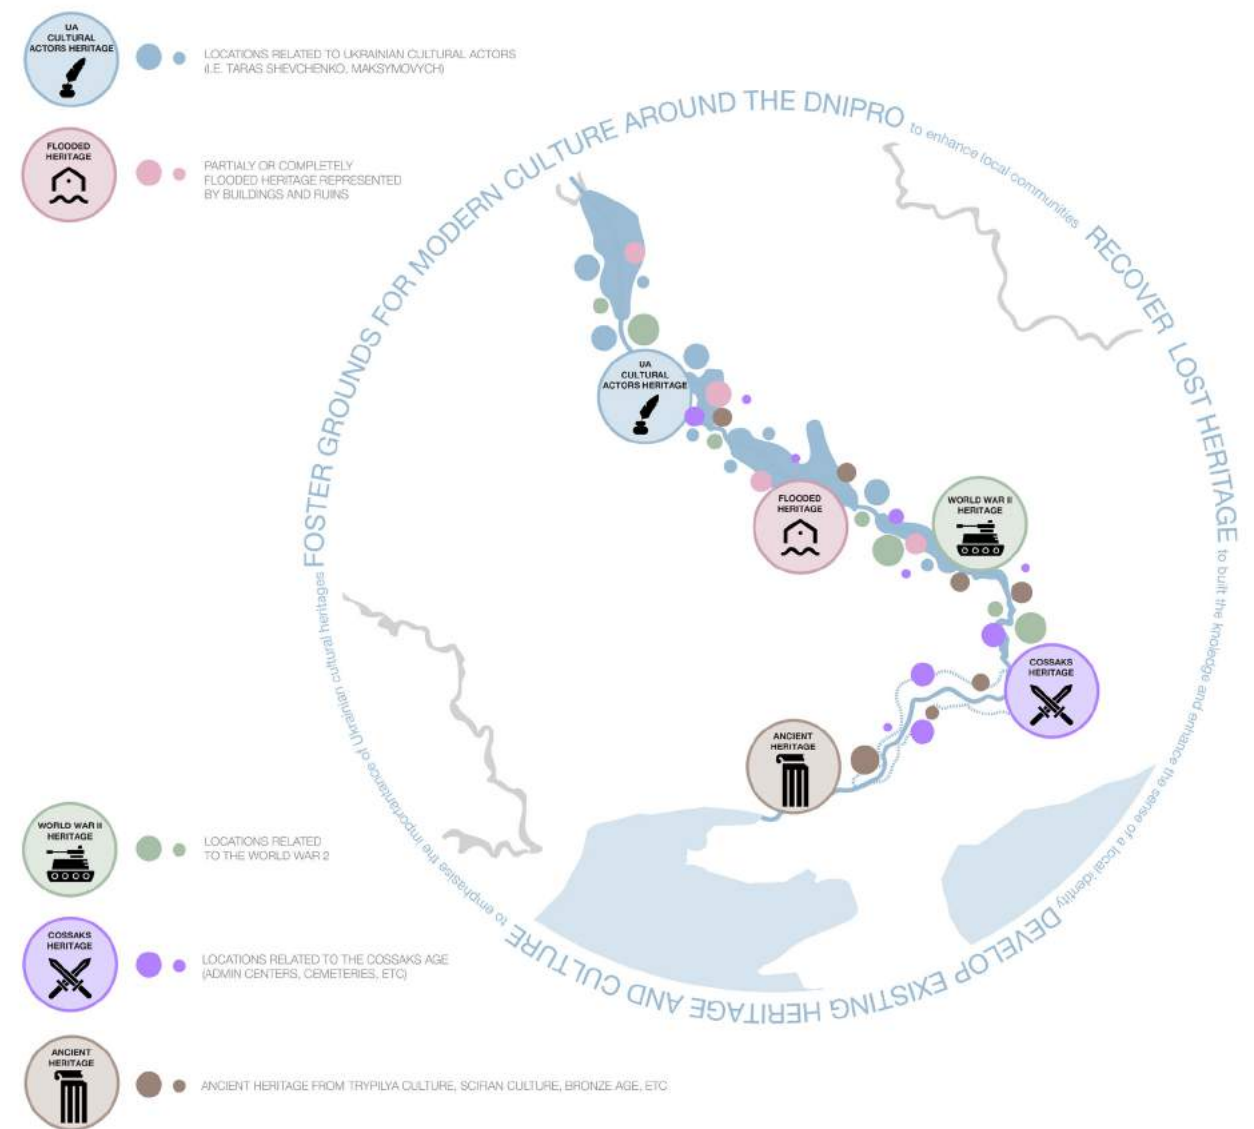 UA
CULTURAL
ACTORS HERITAGE
LOCATIONS RELATED TO UKRAINIAN CULTURAL ACTORS
(I.E. TARAS SHEVCHENKO, MAKSYMOVYCH)
FLOODED
HERITAGE
PARTIALY OR COMPLETELY
FLOODED HERITAGE REPRESENTED
BY BUILDINGS AND RUINS
FOSTER GROUNDS FOR MODERN CULTURE AROUND THE DNIPRO to enhance local communities
RECOVER LOST HERITAGE to built the knoledge and enhance the sense of a local identity
DEVELOP EXISTING HERITAGE AND CULTURE to emphasise the importantance of Ukrainian cultural heritages
UA
CULTURAL
ACTORS HERITAGE
FLOODED
HERITAGE
WORLD WAR II
HERITAGE
COSSAKS
HERITAGE
ANCIENT
HERITAGE
WORLD WAR II
HERITAGE
LOCATIONS RELATED
TO THE WORLD WAR 2
COSSAKS
HERITAGE
LOCATIONS RELATED TO THE COSSAKS AGE
(ADMIN CENTERS, CEMETERIES, ETC)
ANCIENT
HERITAGE
ANCIENT HERITAGE FROM TRYPILYA CULTURE, SCIFIAN CULTURE, BRONZE AGE, ETC